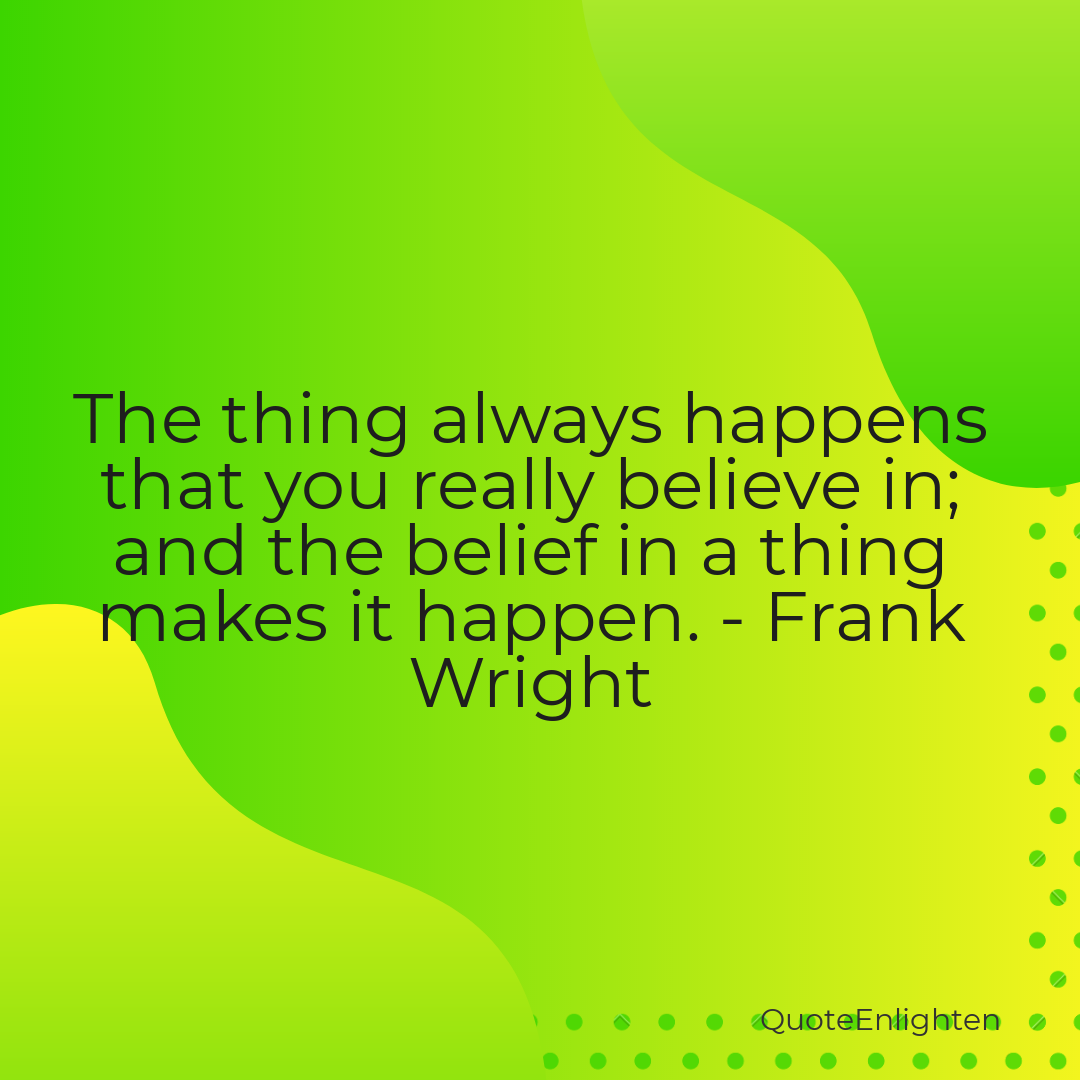 The thing always happens
that you really believe in;
and the belief in a thing
makes it happen. - Frank
Wright
QuoteEnlighten